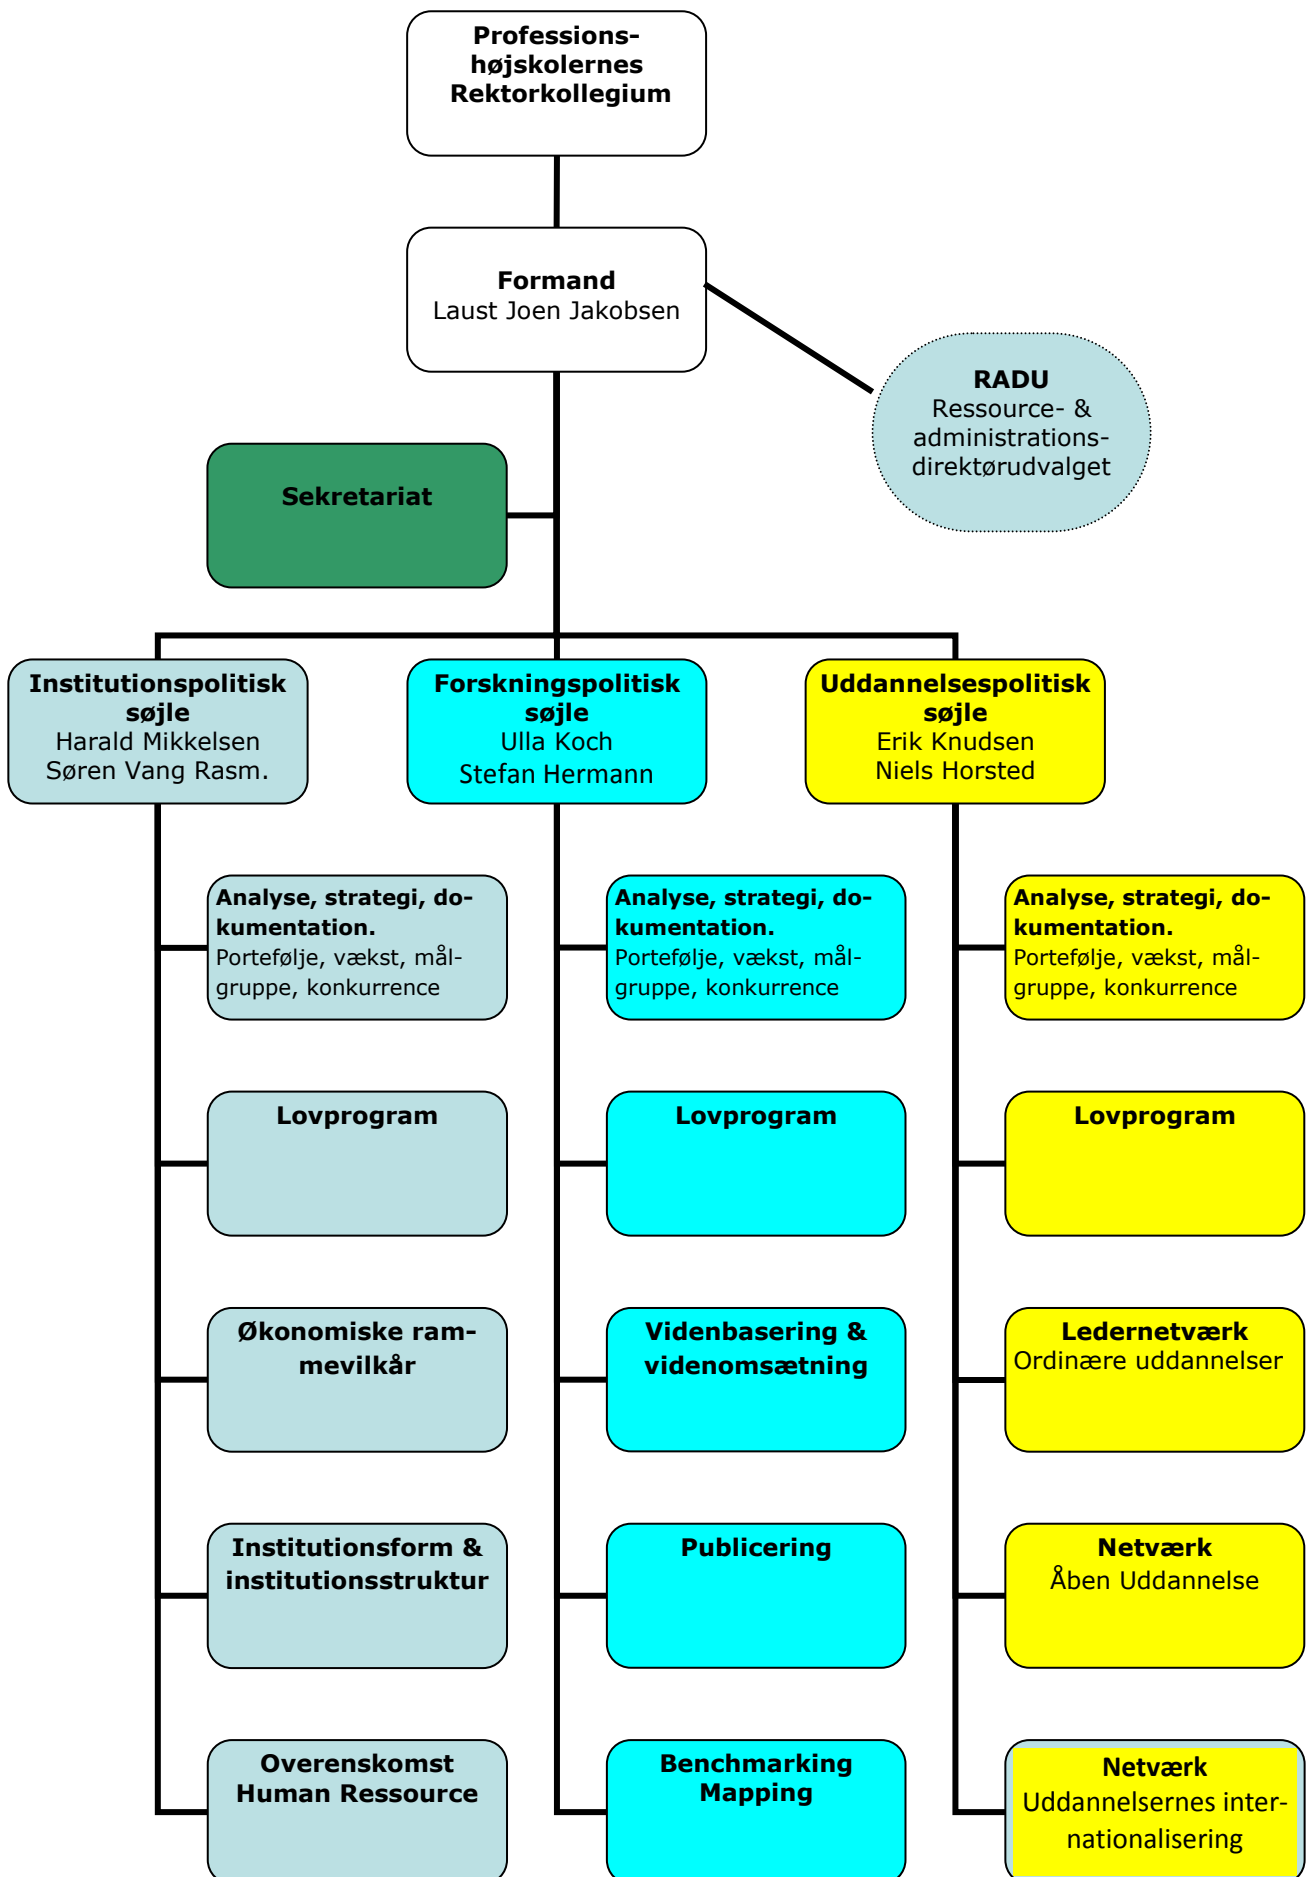 Professions-
højskolernes
Rektorkollegium
Formand
Laust Joen Jakobsen
RADU
Ressource- &
administrations-
direktørudvalget
Sekretariat
Institutionspolitisk
søjle
Harald Mikkelsen
Søren Vang Rasm.
Forskningspolitisk
søjle
Ulla Koch
Stefan Hermann
Uddannelsespolitisk
søjle
Erik Knudsen
Niels Horsted
Analyse, strategi, do-
kumentation.
Portefølje, vækst, mål-
gruppe, konkurrence
Analyse, strategi, do-
kumentation.
Portefølje, vækst, mål-
gruppe, konkurrence
Analyse, strategi, do-
kumentation.
Portefølje, vækst, mål-
gruppe, konkurrence
Lovprogram
Lovprogram
Lovprogram
Økonomiske ram-
mevilkår
Videnbasering &
videnomsætning
Ledernetværk
Ordinære uddannelser
Institutionsform &
institutionsstruktur
Publicering
Netværk
Åben Uddannelse
Overenskomst
Human Ressource
Benchmarking
Mapping
Netværk
Uddannelsernes inter-
nationalisering